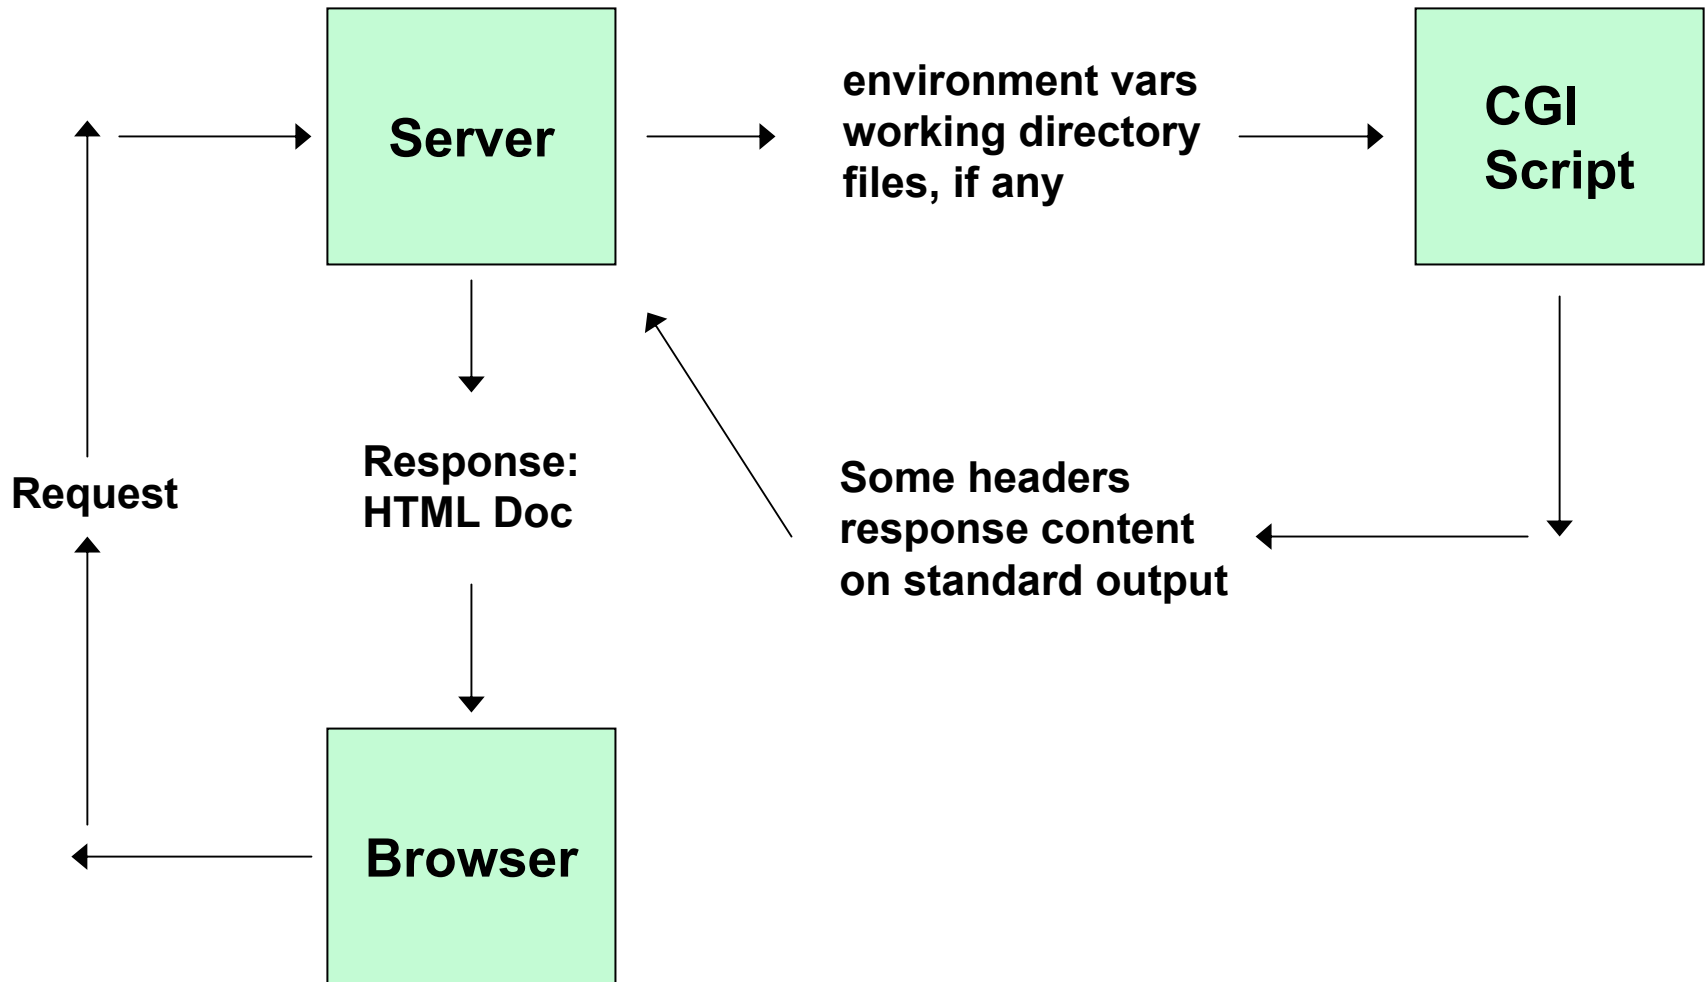 Server
environment vars
working directory
files, if any
CGI
Script
Request
Response:
HTML Doc
Some headers
response content
on standard output
Browser